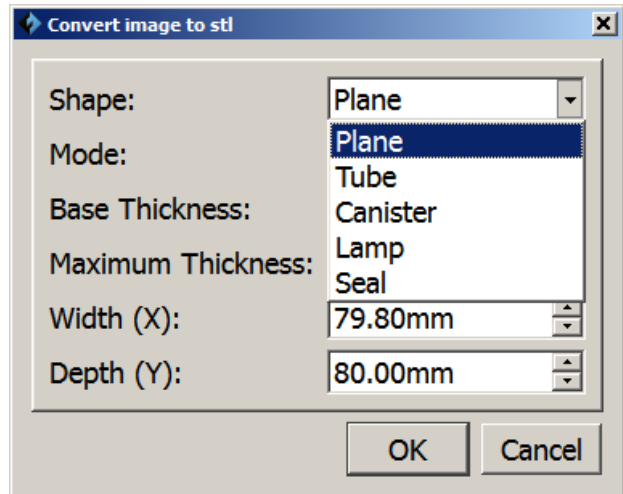 Convert image to stl
Shape: Plane
Mode: Plane
Tube
Base Thickness: Canister
Maximum Thickness: Lamp
Seal
Width (X): 79.80mm
Depth (Y): 80.00mm
OK Cancel